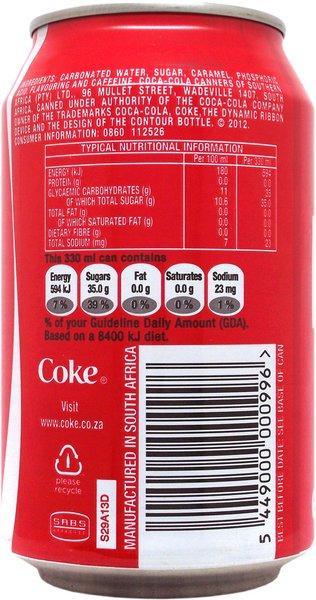 INGREDIENTS: CARBONATED WATER, SUGAR, CARAMEL, PHOSPHORIC
ACID, FLAVOURING AND CAFFEINE. COCA-COLA CANNERS OF SOUTHERN
AFRICA (PTY) LTD., 96 MULLET STREET, WADEVILLE 1407, SOUTH
AFRICA. CANNED UNDER AUTHORITY OF THE COCA-COLA COMPANY
OWNER OF THE TRADEMARKS COCA-COLA, COKE, THE DYNAMIC RIBBON
DEVICE AND THE DESIGN OF THE CONTOUR BOTTLE. © 2012.
CONSUMER INFORMATION: 0860 112526
TYPICAL NUTRITIONAL INFORMATION
Per 100 ml Per 330 ml
ENERGY (kJ) 180 594
PROTEIN (g) 0.0 0.0
GLYCAEMIC CARBOHYDRATES (g) 11 35
OF WHICH TOTAL SUGAR (g) 10.6 35.0
TOTAL FAT (g) 0.0 0.0
OF WHICH SATURATED FAT (g) 0.0 0.0
DIETARY FIBRE (g) 0.0 0.0
TOTAL SODIUM (mg) 7 23
This 330 ml can contains
Energy Sugars Fat Saturates Sodium
594 kJ 35.0 g 0.0 g 0.0 g 23 mg
7% 39% 0% 0% 1%
% of your Guideline Daily Amount (GDA).
Based on a 8400 kJ diet.
Coke®
Visit
www.coke.co.za
please
recycle
SABS
S29A13D
MANUFACTURED IN SOUTH AFRICA
5 449000 000996 >
BEST BEFORE DATE: SEE BASE OF CAN